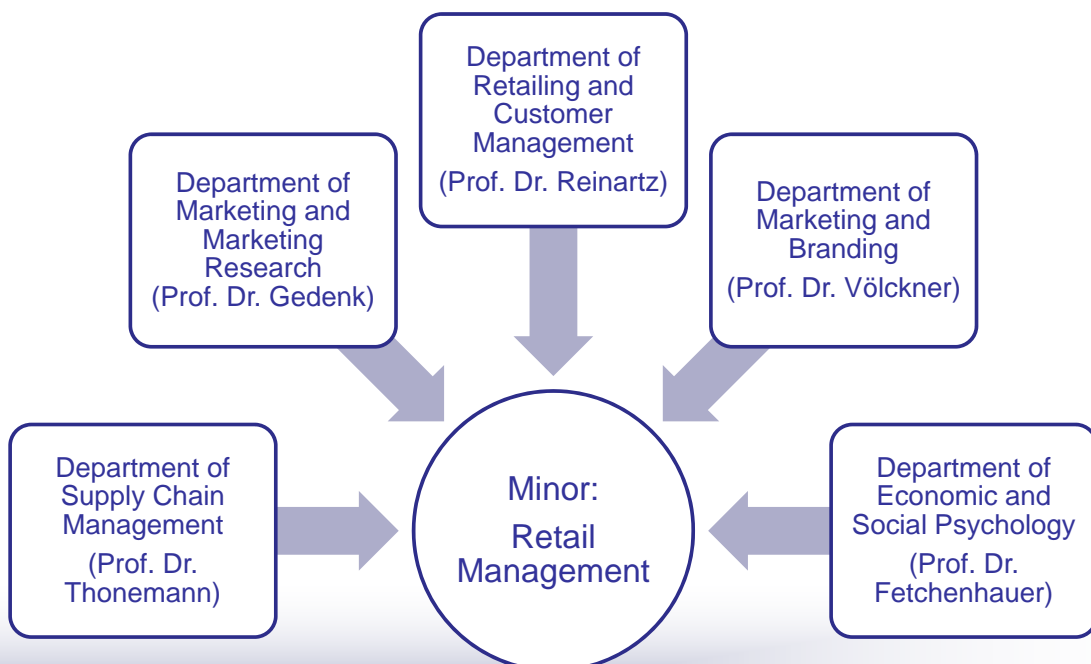 Department of
Retailing and
Customer
Management
(Prof. Dr. Reinartz)
Department of
Marketing and
Marketing
Research
(Prof. Dr. Gedenk)
Department of
Marketing and
Branding
(Prof. Dr. Völckner)
Department of
Supply Chain
Management
(Prof. Dr.
Thonemann)
Minor:
Retail
Management
Department of
Economic and
Social Psychology
(Prof. Dr.
Fetchenhauer)